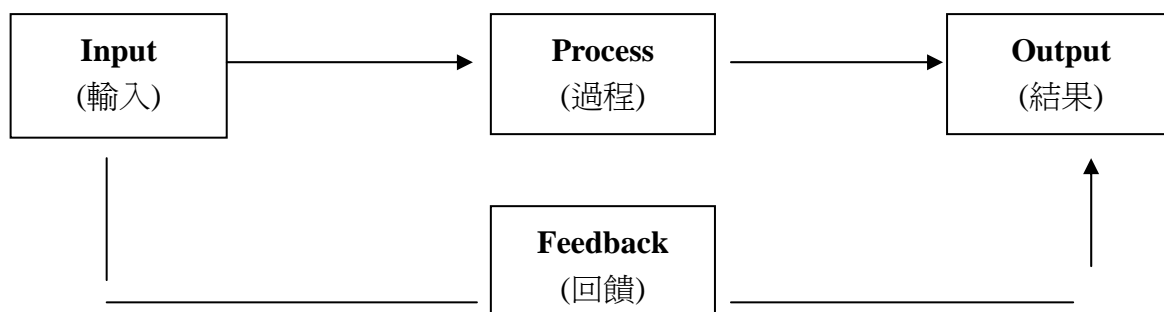 Input
(輸入)
Process
(過程)
Output
(結果)
Feedback
(回饋)